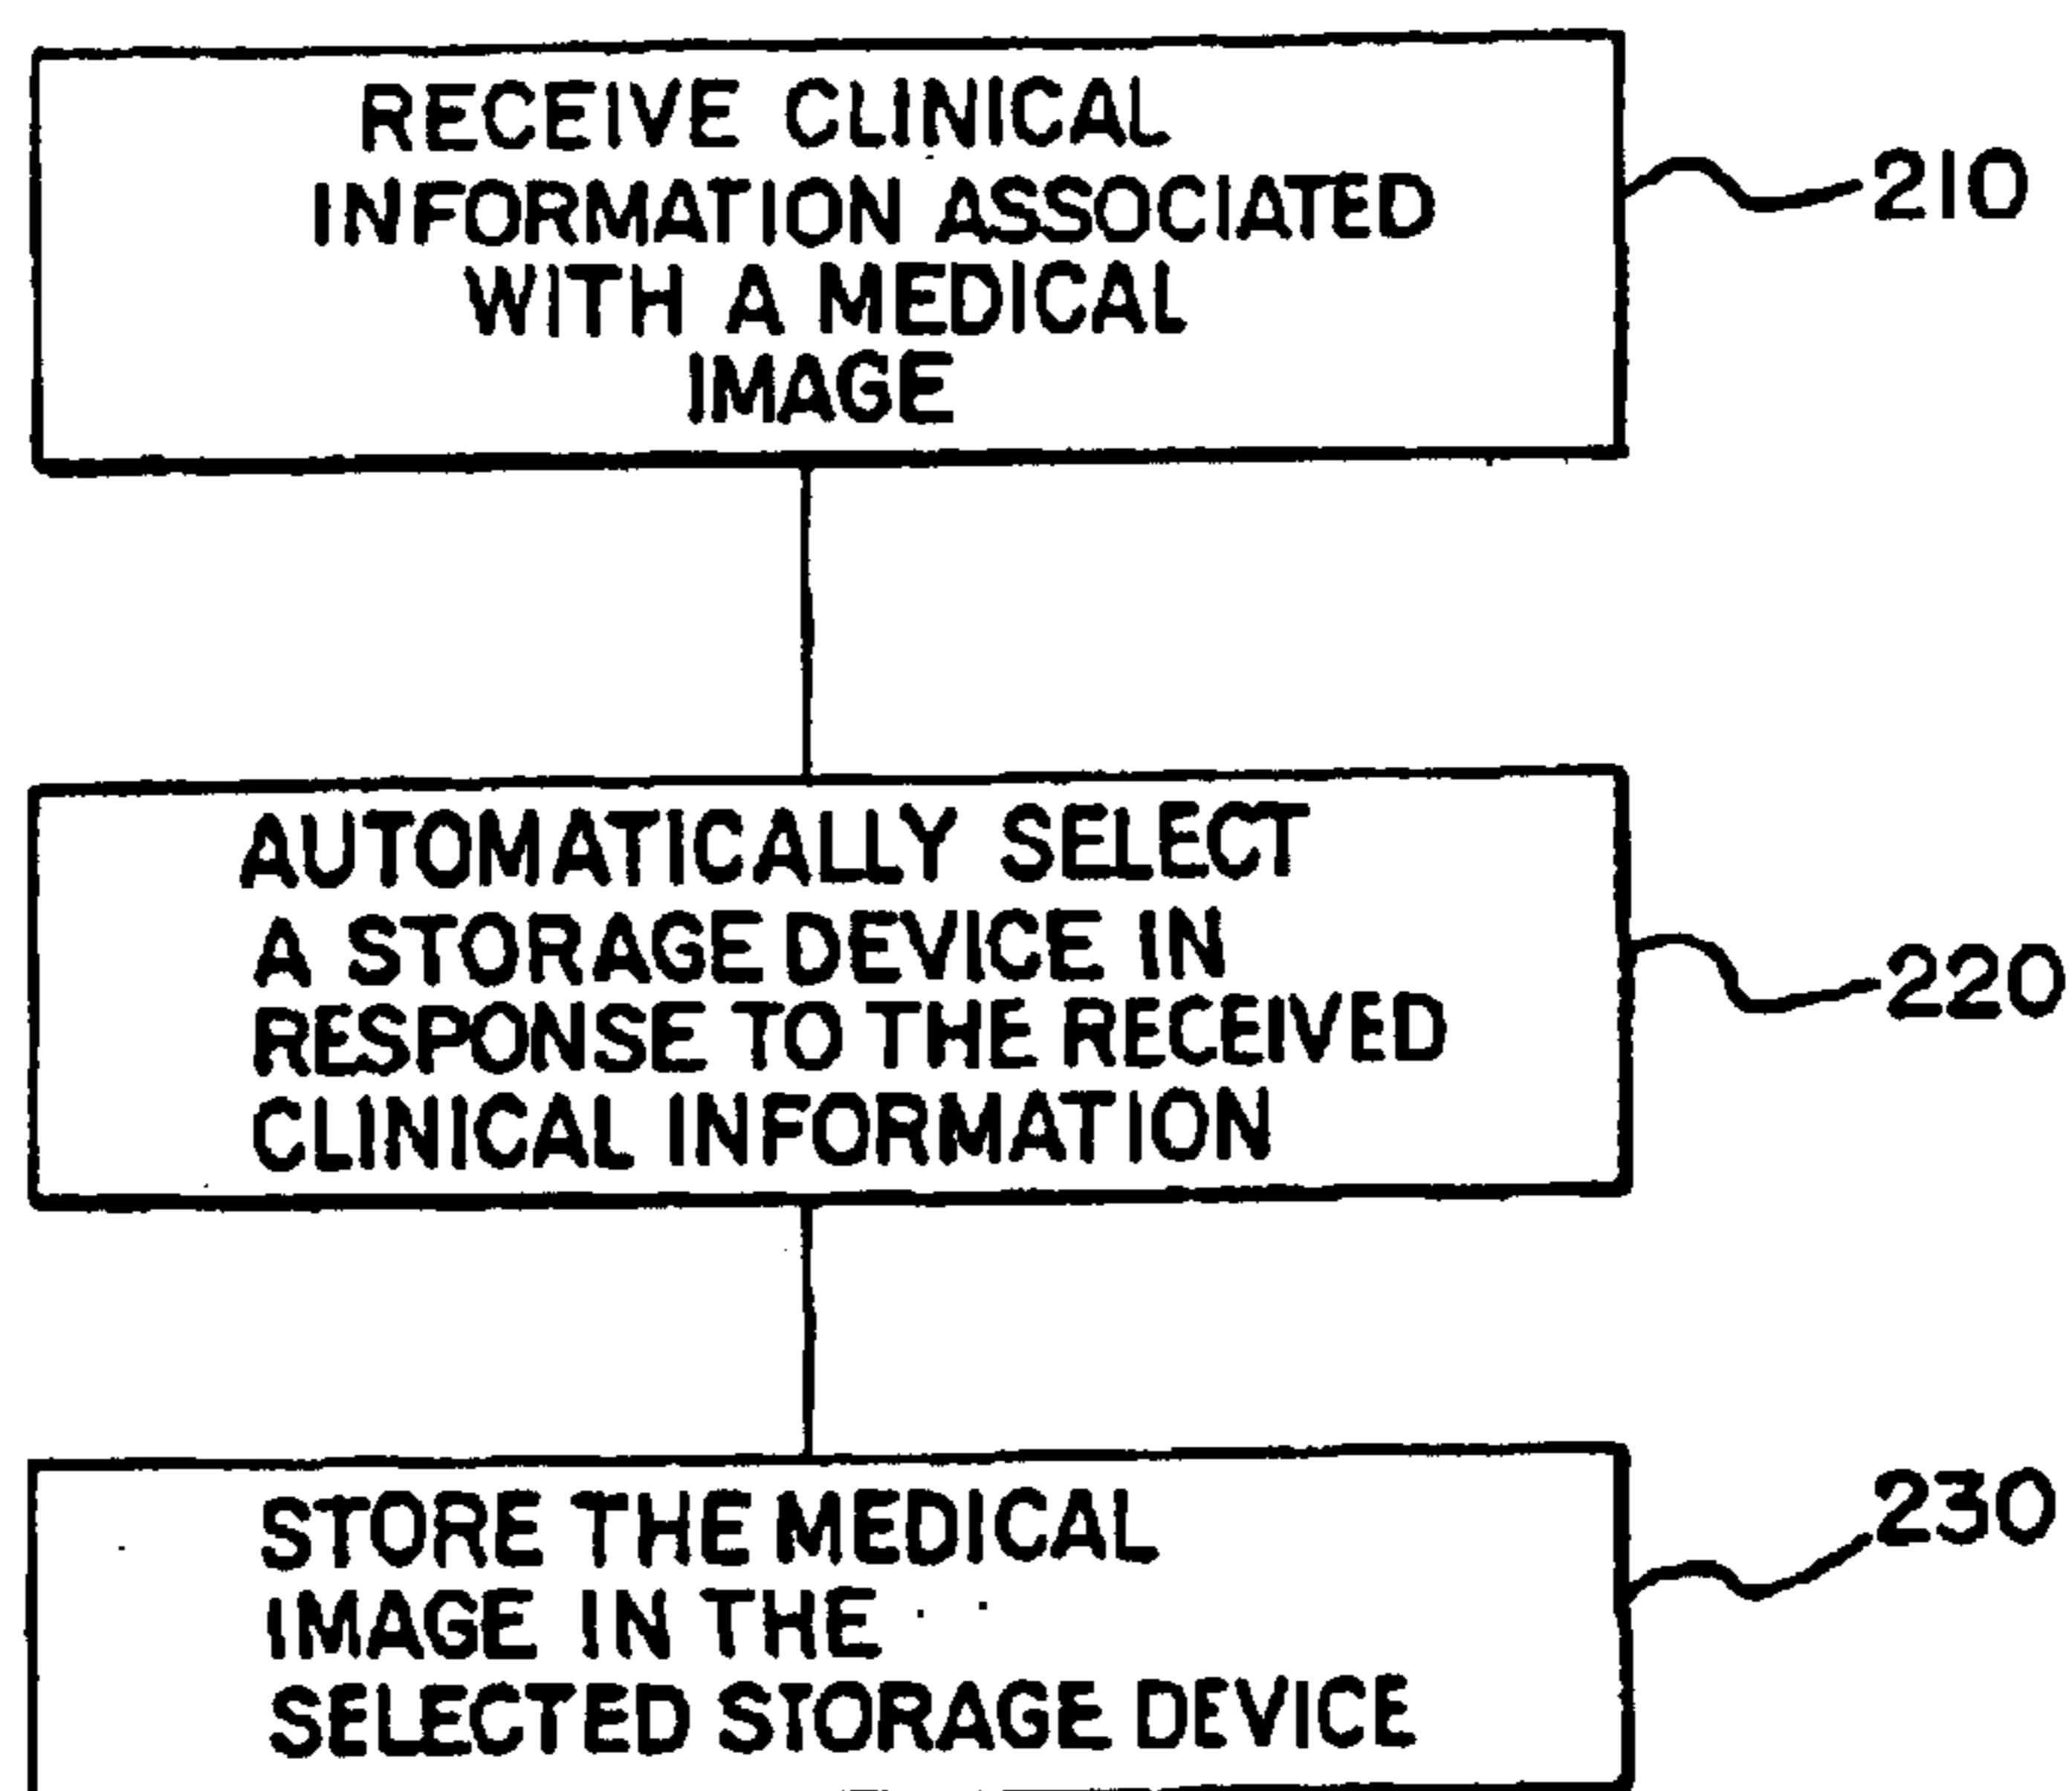 RECEIVE CLINICAL
INFORMATION ASSOCIATED
WITH A MEDICAL
IMAGE
210
AUTOMATICALLY SELECT
A STORAGE DEVICE IN
RESPONSE TO THE RECEIVED
CLINICAL INFORMATION
220
STORE THE MEDICAL
IMAGE IN THE
SELECTED STORAGE DEVICE
230